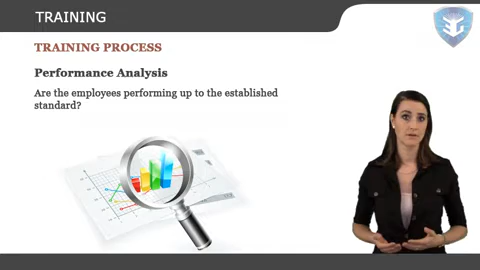 TRAINING
TRAINING PROCESS
Performance Analysis
Are the employees performing up to the established
standard?